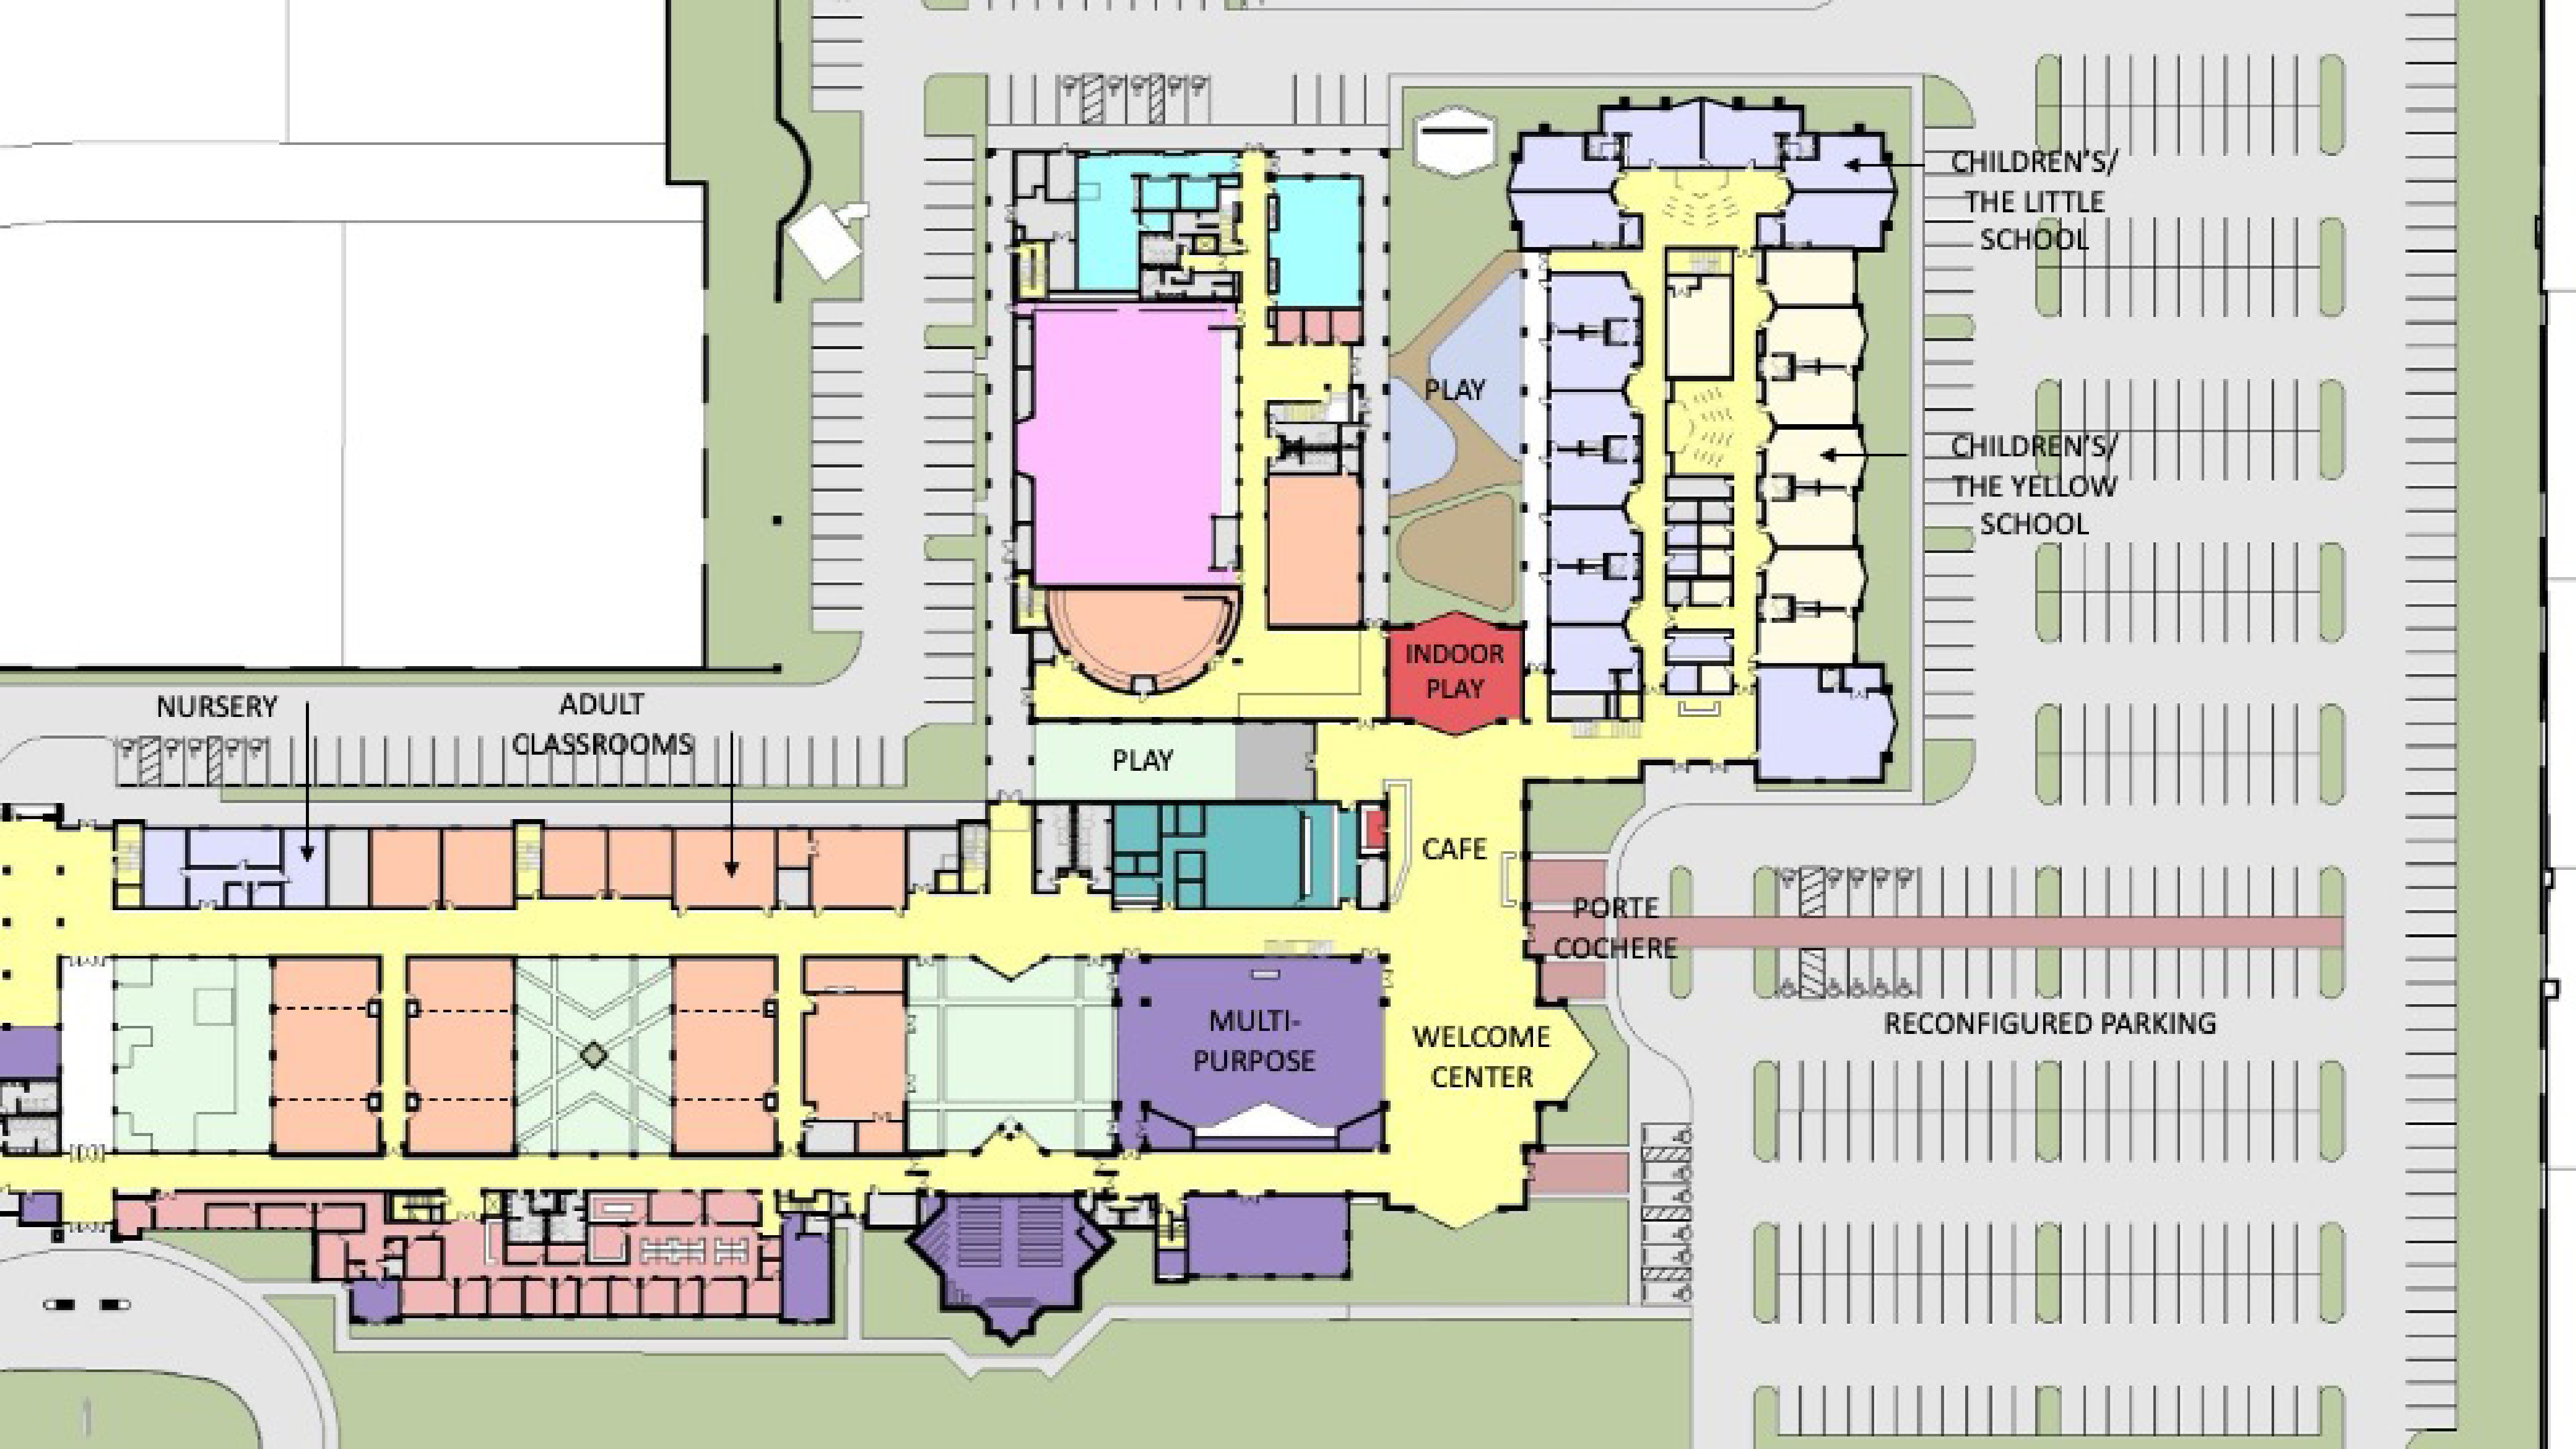 CHILDREN'S/
THE LITTLE
SCHOOL
PLAY
CHILDREN'S/
THE YELLOW
SCHOOL
INDOOR
PLAY
NURSERY
ADULT
CLASSROOMS
PLAY
CAFE
PORTE
COCHERE
MULTI-
PURPOSE
WELCOME
CENTER
RECONFIGURED PARKING